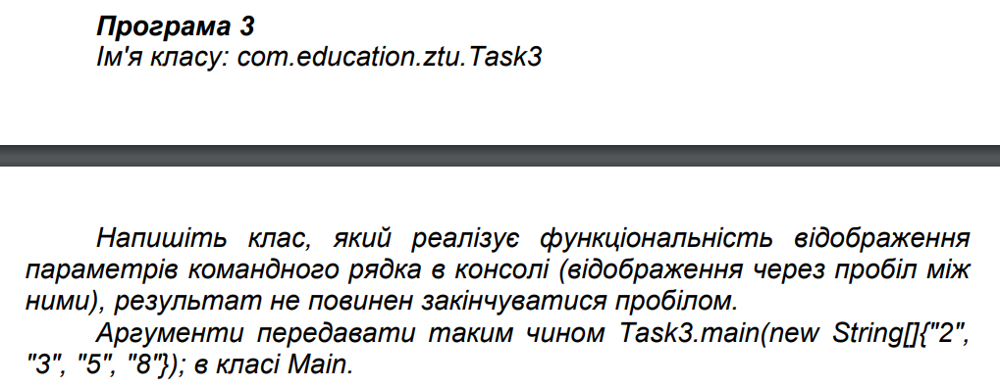 Програма 3
Ім'я класу: com.education.ztu.Task3
Напишіть клас, який реалізує функціональність відображення
параметрів командного рядка в консолі (відображення через пробіл між
ними), результат не повинен закінчуватися пробілом.
Аргументи передавати таким чином Task3.main(new String[]{"2",
"3", "5", "8"}); в класі Main.